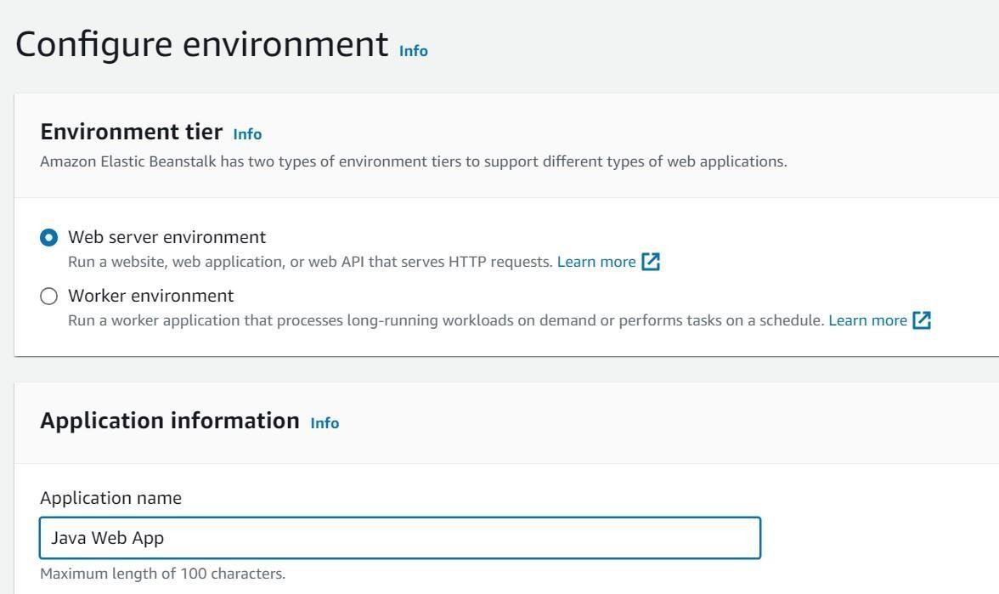 Configure environment Info
Environment tier Info
Amazon Elastic Beanstalk has two types of environment tiers to support different types of web applications.
Web server environment
Run a website, web application, or web API that serves HTTP requests. Learn more
Worker environment
Run a worker application that processes long-running workloads on demand or performs tasks on a schedule. Learn more
Application information Info
Application name
Java Web App
Maximum length of 100 characters.